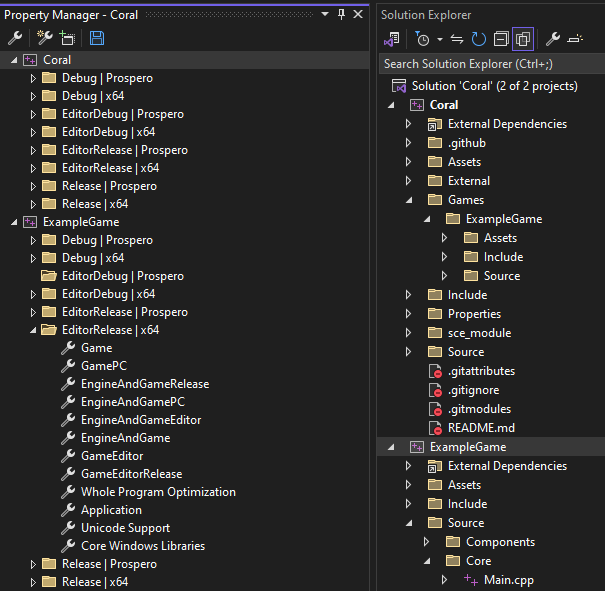 Property Manager - Coral
Coral
Debug | Prospero
Debug | x64
EditorDebug | Prospero
EditorDebug | x64
EditorRelease | Prospero
EditorRelease | x64
Release | Prospero
Release | x64
ExampleGame
Debug | Prospero
Debug | x64
EditorDebug | Prospero
EditorDebug | x64
EditorRelease | Prospero
EditorRelease | x64
Game
GamePC
EngineAndGameRelease
EngineAndGamePC
EngineAndGameEditor
EngineAndGame
GameEditor
GameEditorRelease
Whole Program Optimization
Application
Unicode Support
Core Windows Libraries
Release | Prospero
Release | x64
Solution Explorer
Search Solution Explorer (Ctrl+;)
Solution 'Coral' (2 of 2 projects)
Coral
External Dependencies
.github
Assets
External
Games
ExampleGame
Assets
Include
Source
Include
Properties
sce_module
Source
.gitattributes
.gitignore
.gitmodules
README.md
ExampleGame
External Dependencies
Assets
Include
Source
Components
Core
Main.cpp